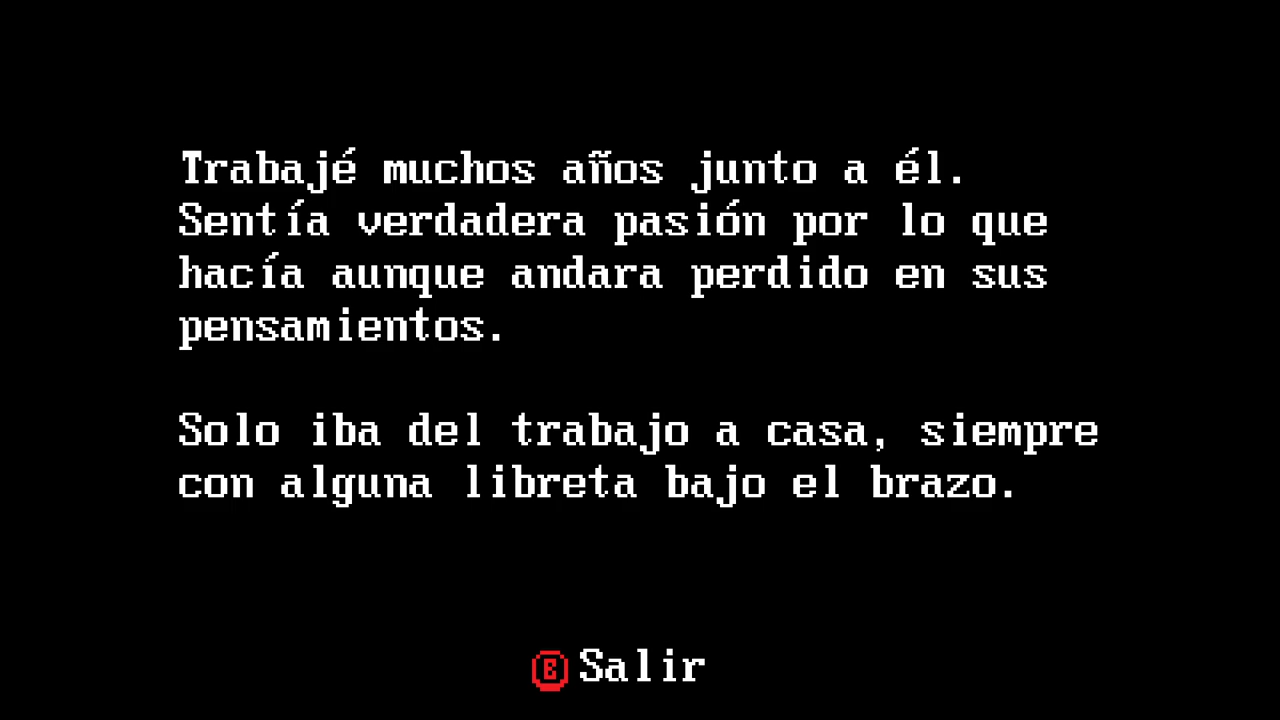 Trabajé muchos años junto a él.
Sentía verdadera pasión por lo que
hacía aunque andara perdido en sus
pensamientos.
Solo iba del trabajo a casa, siempre
con alguna libreta bajo el brazo.
B Salir